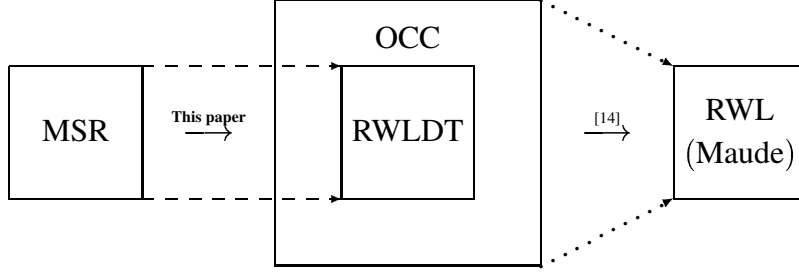 OCC
MSR
This paper
RWLDT
[14]
RWL
(Maude)